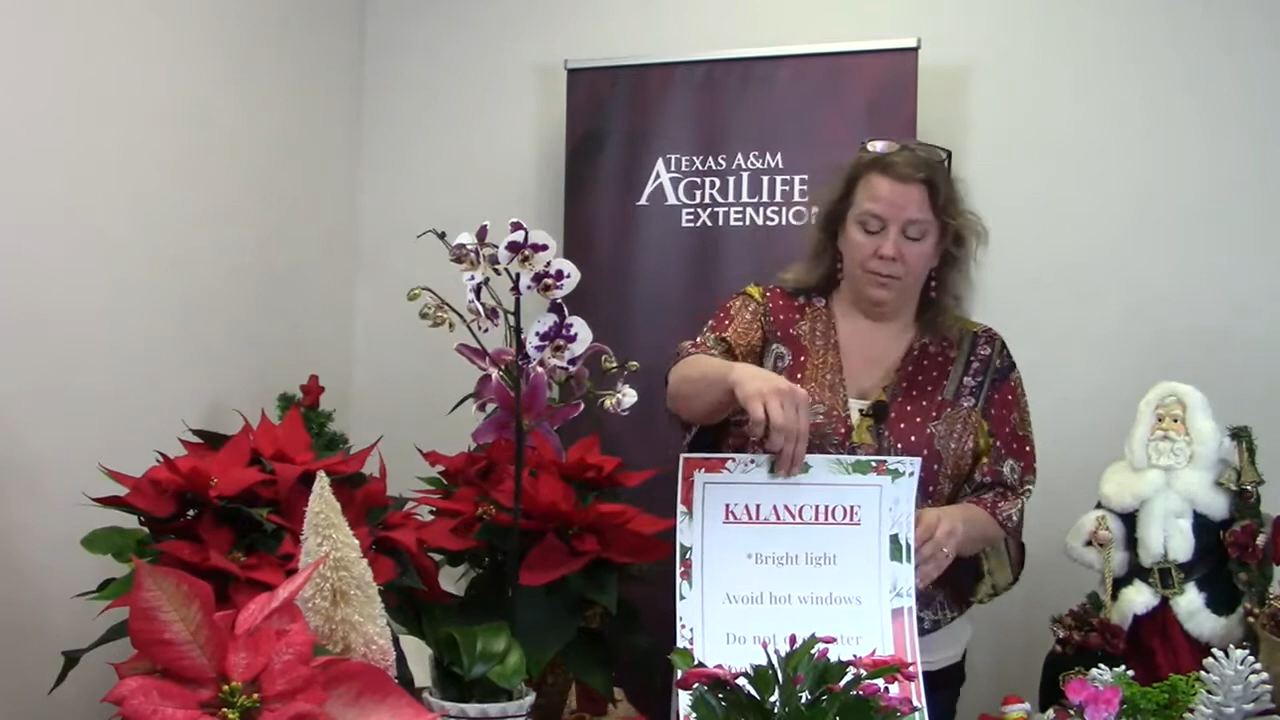 TEXAS A&M
AGRILIFE
EXTENSION
KALANCHOE
*Bright light
Avoid hot windows
Do not